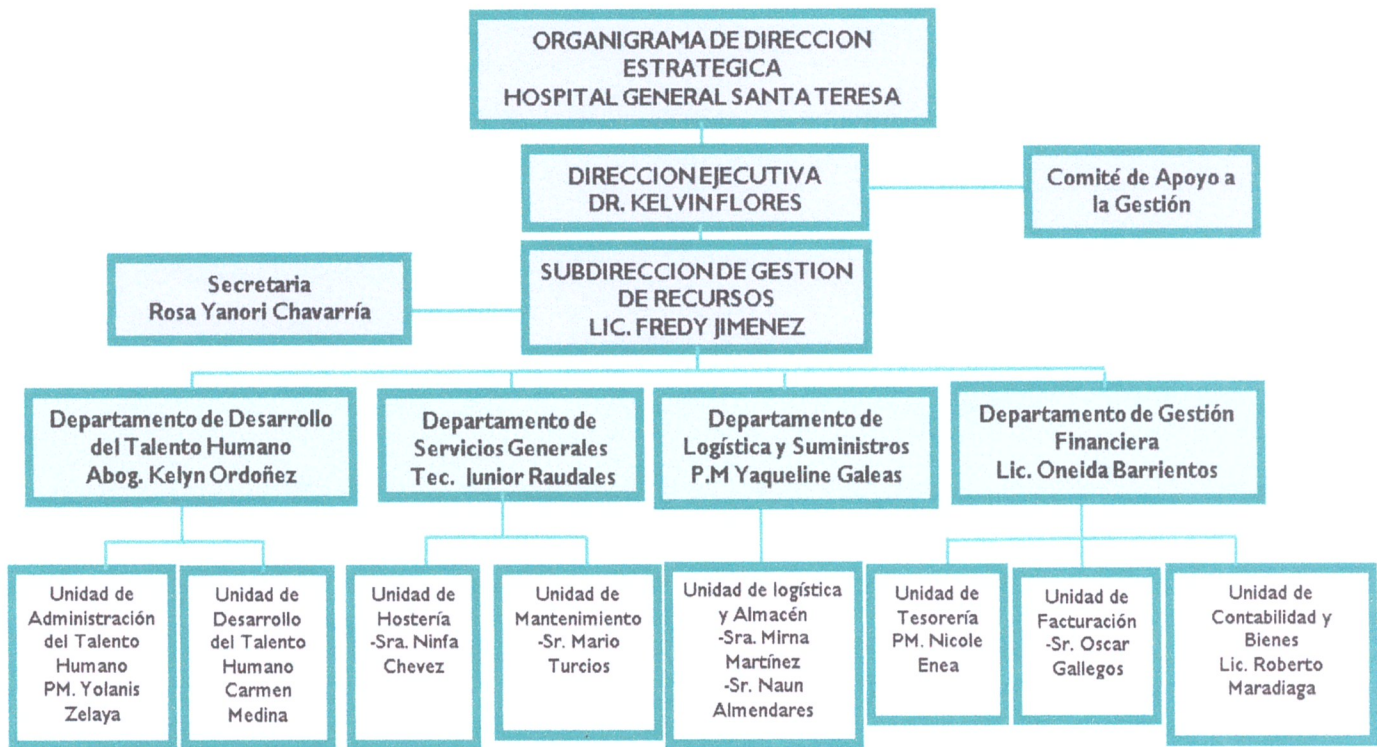 ORGANIGRAMA DE DIRECCION
ESTRATEGICA
HOSPITAL GENERAL SANTA TERESA
DIRECCION EJECUTIVA
DR. KELVIN FLORES
Comité de Apoyo a
la Gestión
Secretaria
Rosa Yanori Chavarría
SUBDIRECCION DE GESTION
DE RECURSOS
LIC. FREDY JIMENEZ
Departamento de Desarrollo
del Talento Humano
Abog. Kelyn Ordoñez
Departamento de
Servicios Generales
Tec. Junior Raudales
Departamento de
Logística y Suministros
P.M Yaqueline Galeas
Departamento de Gestión
Financiera
Lic. Oneida Barrientos
Unidad de
Administración
del Talento
Humano
PM. Yolanis
Zelaya
Unidad de
Desarrollo
del Talento
Humano
Carmen
Medina
Unidad de
Hostería
-Sra. Ninfa
Chevez
Unidad de
Mantenimiento
-Sr. Mario
Turcios
Unidad de logística
y Almacén
-Sra. Mirna
Martínez
-Sr. Naun
Almendares
Unidad de
Tesorería
PM. Nicole
Enea
Unidad de
Facturación
-Sr. Oscar
Gallegos
Unidad de
Contabilidad y
Bienes
Lic. Roberto
Maradiaga